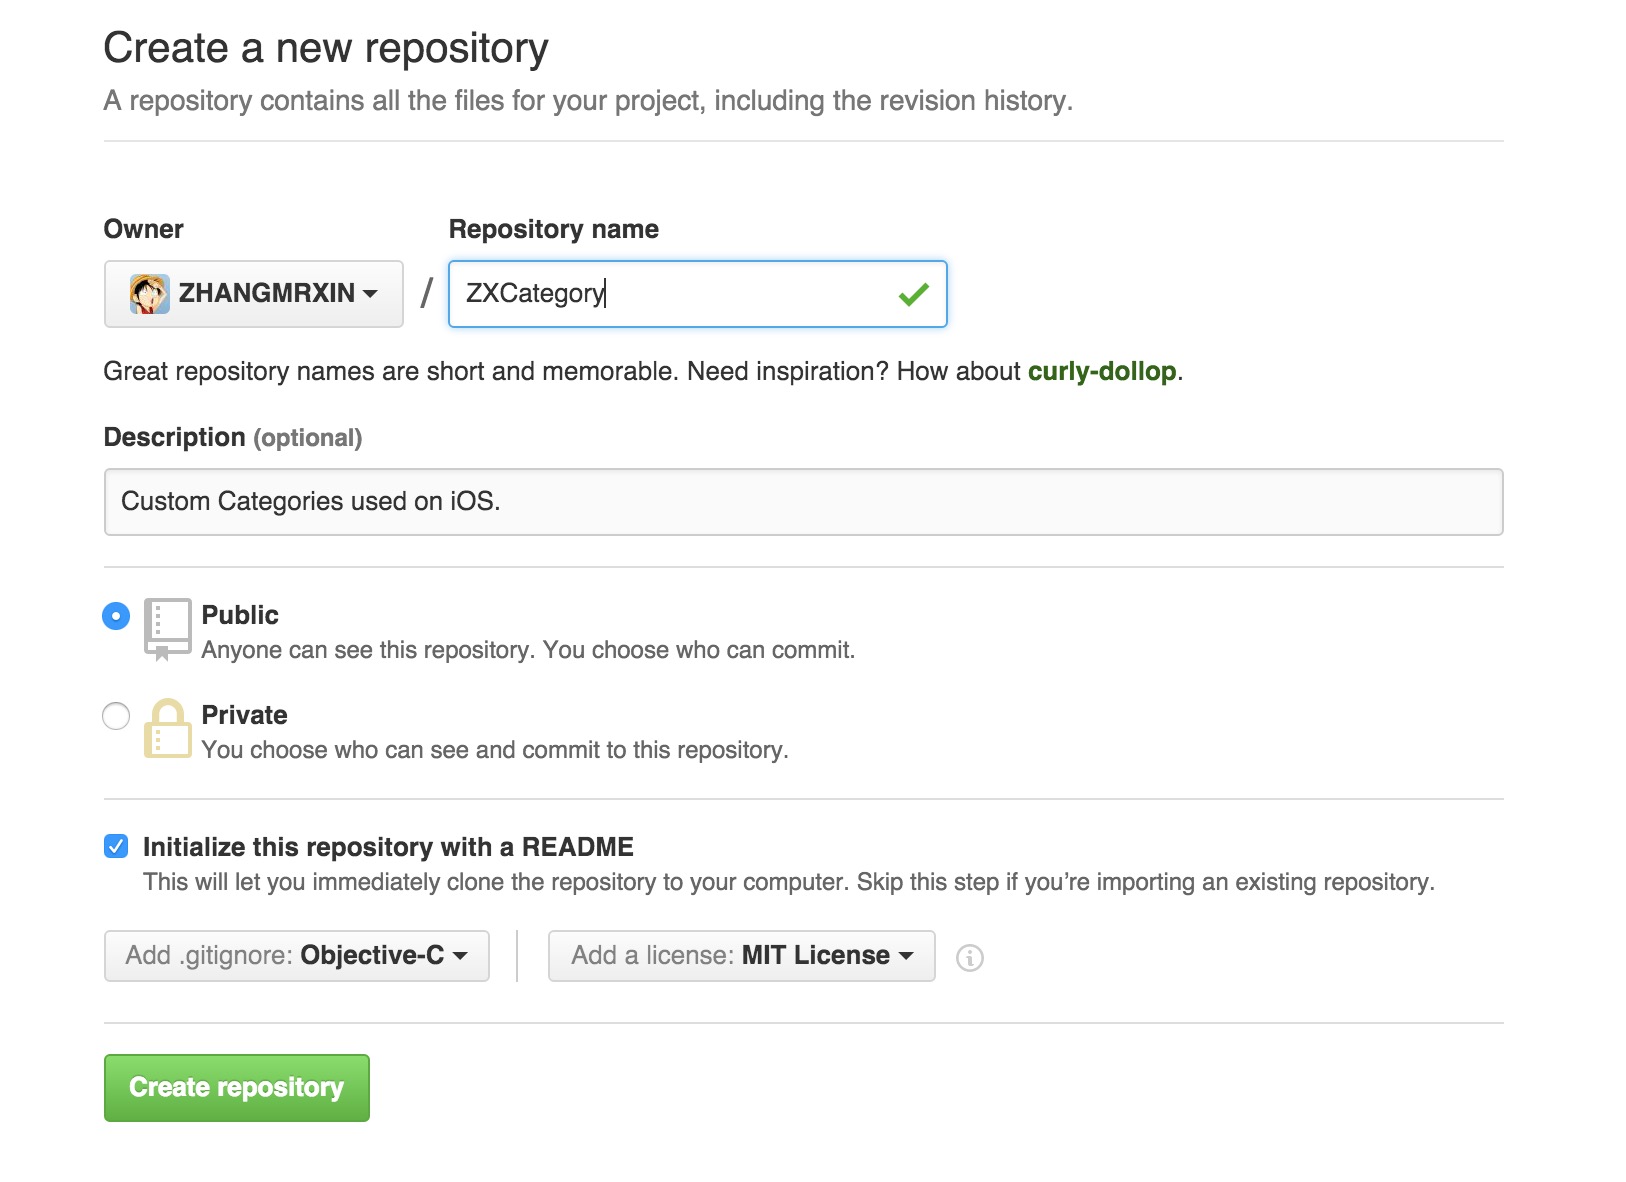 Create a new repository
A repository contains all the files for your project, including the revision history.
Owner
Repository name
ZHANGMRXIN / ZXCategory
Great repository names are short and memorable. Need inspiration? How about curly-dollop.
Description (optional)
Custom Categories used on iOS.
Public
Anyone can see this repository. You choose who can commit.
Private
You choose who can see and commit to this repository.
Initialize this repository with a README
This will let you immediately clone the repository to your computer. Skip this step if you’re importing an existing repository.
Add .gitignore: Objective-C
Add a license: MIT License
Create repository